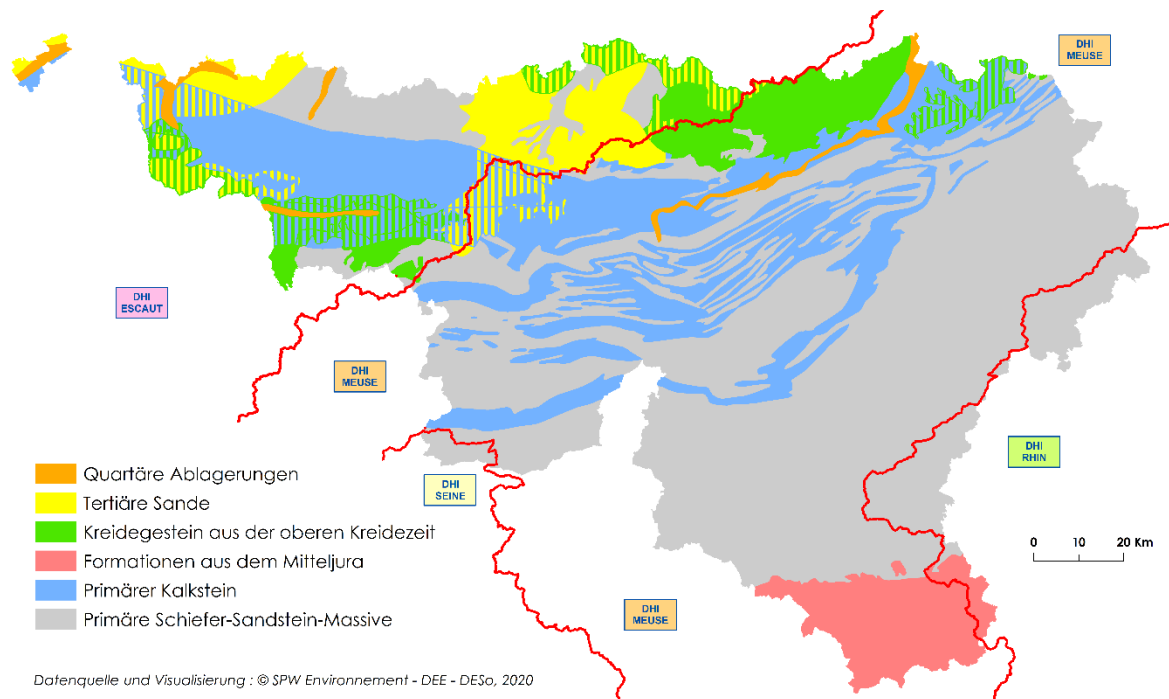 DHI
MEUSE
DHI
ESCAUT
DHI
MEUSE
DHI
RHIN
DHI
SEINE
Quartäre Ablagerungen
Tertiäre Sande
Kreidegestein aus der oberen Kreidezeit
Formationen aus dem Mitteljura
Primärer Kalkstein
Primäre Schiefer-Sandstein-Massive
0 10 20 Km
DHI
MEUSE
Datenquelle und Visualisierung : © SPW Environnement - DEE - DESo, 2020